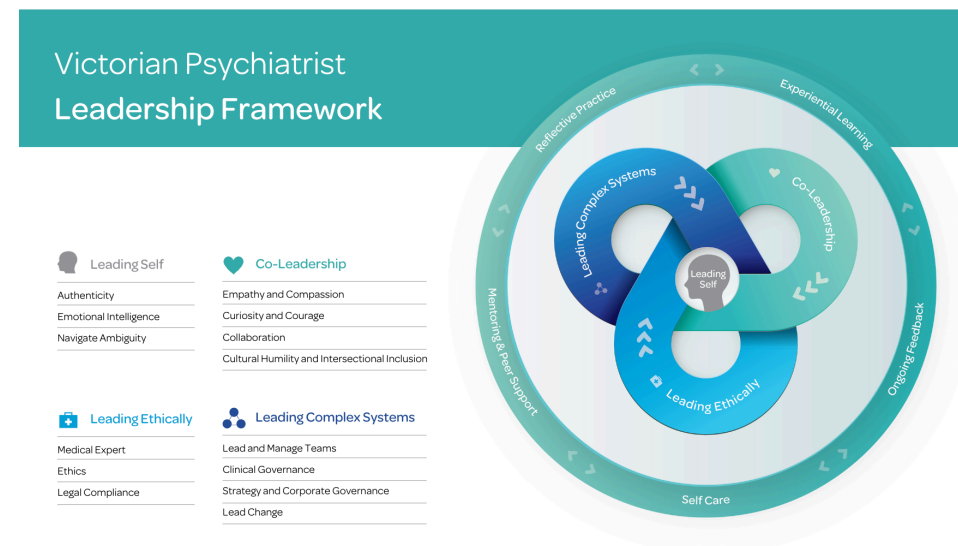 Victorian Psychiatrist
Leadership Framework
Leading Self
Authenticity
Emotional Intelligence
Navigate Ambiguity
Co-Leadership
Empathy and Compassion
Curiosity and Courage
Collaboration
Cultural Humility and Intersectional Inclusion
Leading Ethically
Medical Expert
Ethics
Legal Compliance
Leading Complex Systems
Lead and Manage Teams
Clinical Governance
Strategy and Corporate Governance
Lead Change
Reflective Practice
Experiential Learning
Ongoing Feedback
Self Care
Mentoring & Peer Support
Leading Complex Systems
Co-Leadership
Leading Ethically
Leading
Self